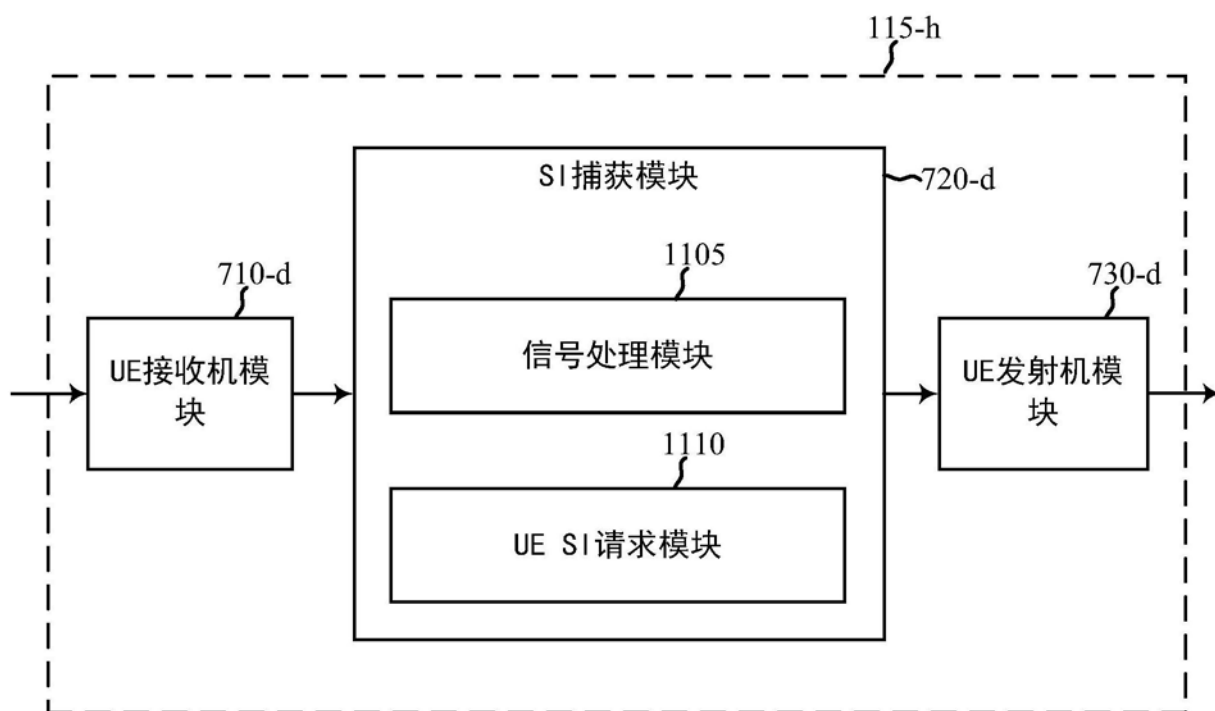 115-h
SI捕获模块
720-d
1105
710-d
730-d
信号处理模块
UE接收机模
块
UE发射机模
块
1110
UE SI请求模块